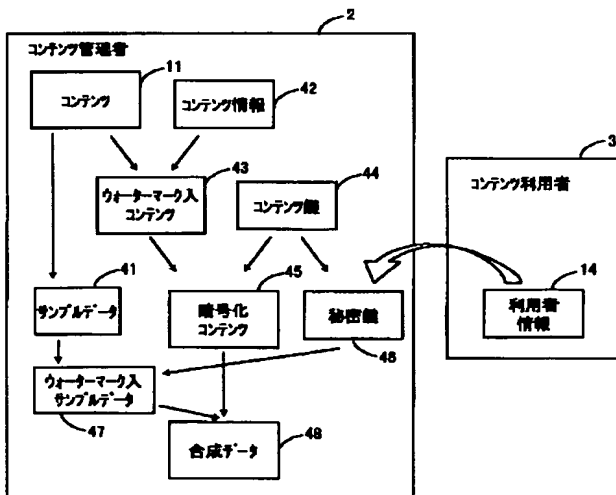 2
コンテンツ管理者
11
42
コンテンツ
コンテンツ情報
3
43
44
コンテンツ利用者
ウォーターマーク入
コンテンツ
コンテンツ鍵
14
41
45
利用者
情報
サンプルデータ
暗号化
コンテンツ
秘密鍵
46
ウォーターマーク入
サンプルデータ
47
合成データ
48